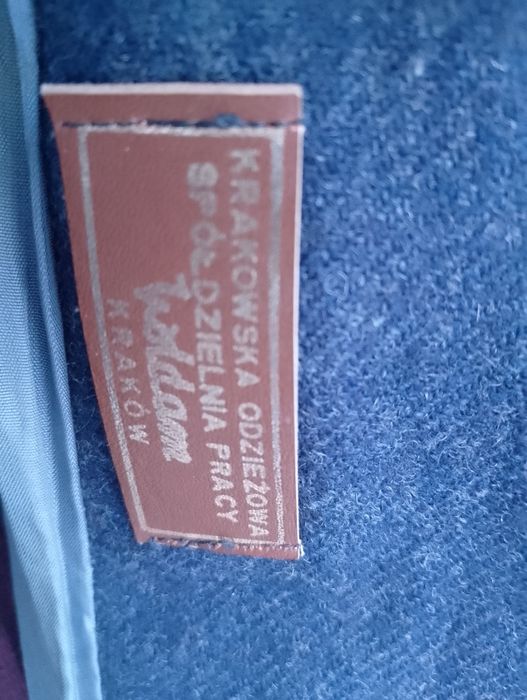 KRAKOWSKA ODZIEŻOWA
SPÓŁDZIELNIA PRACY
KRAKÓW